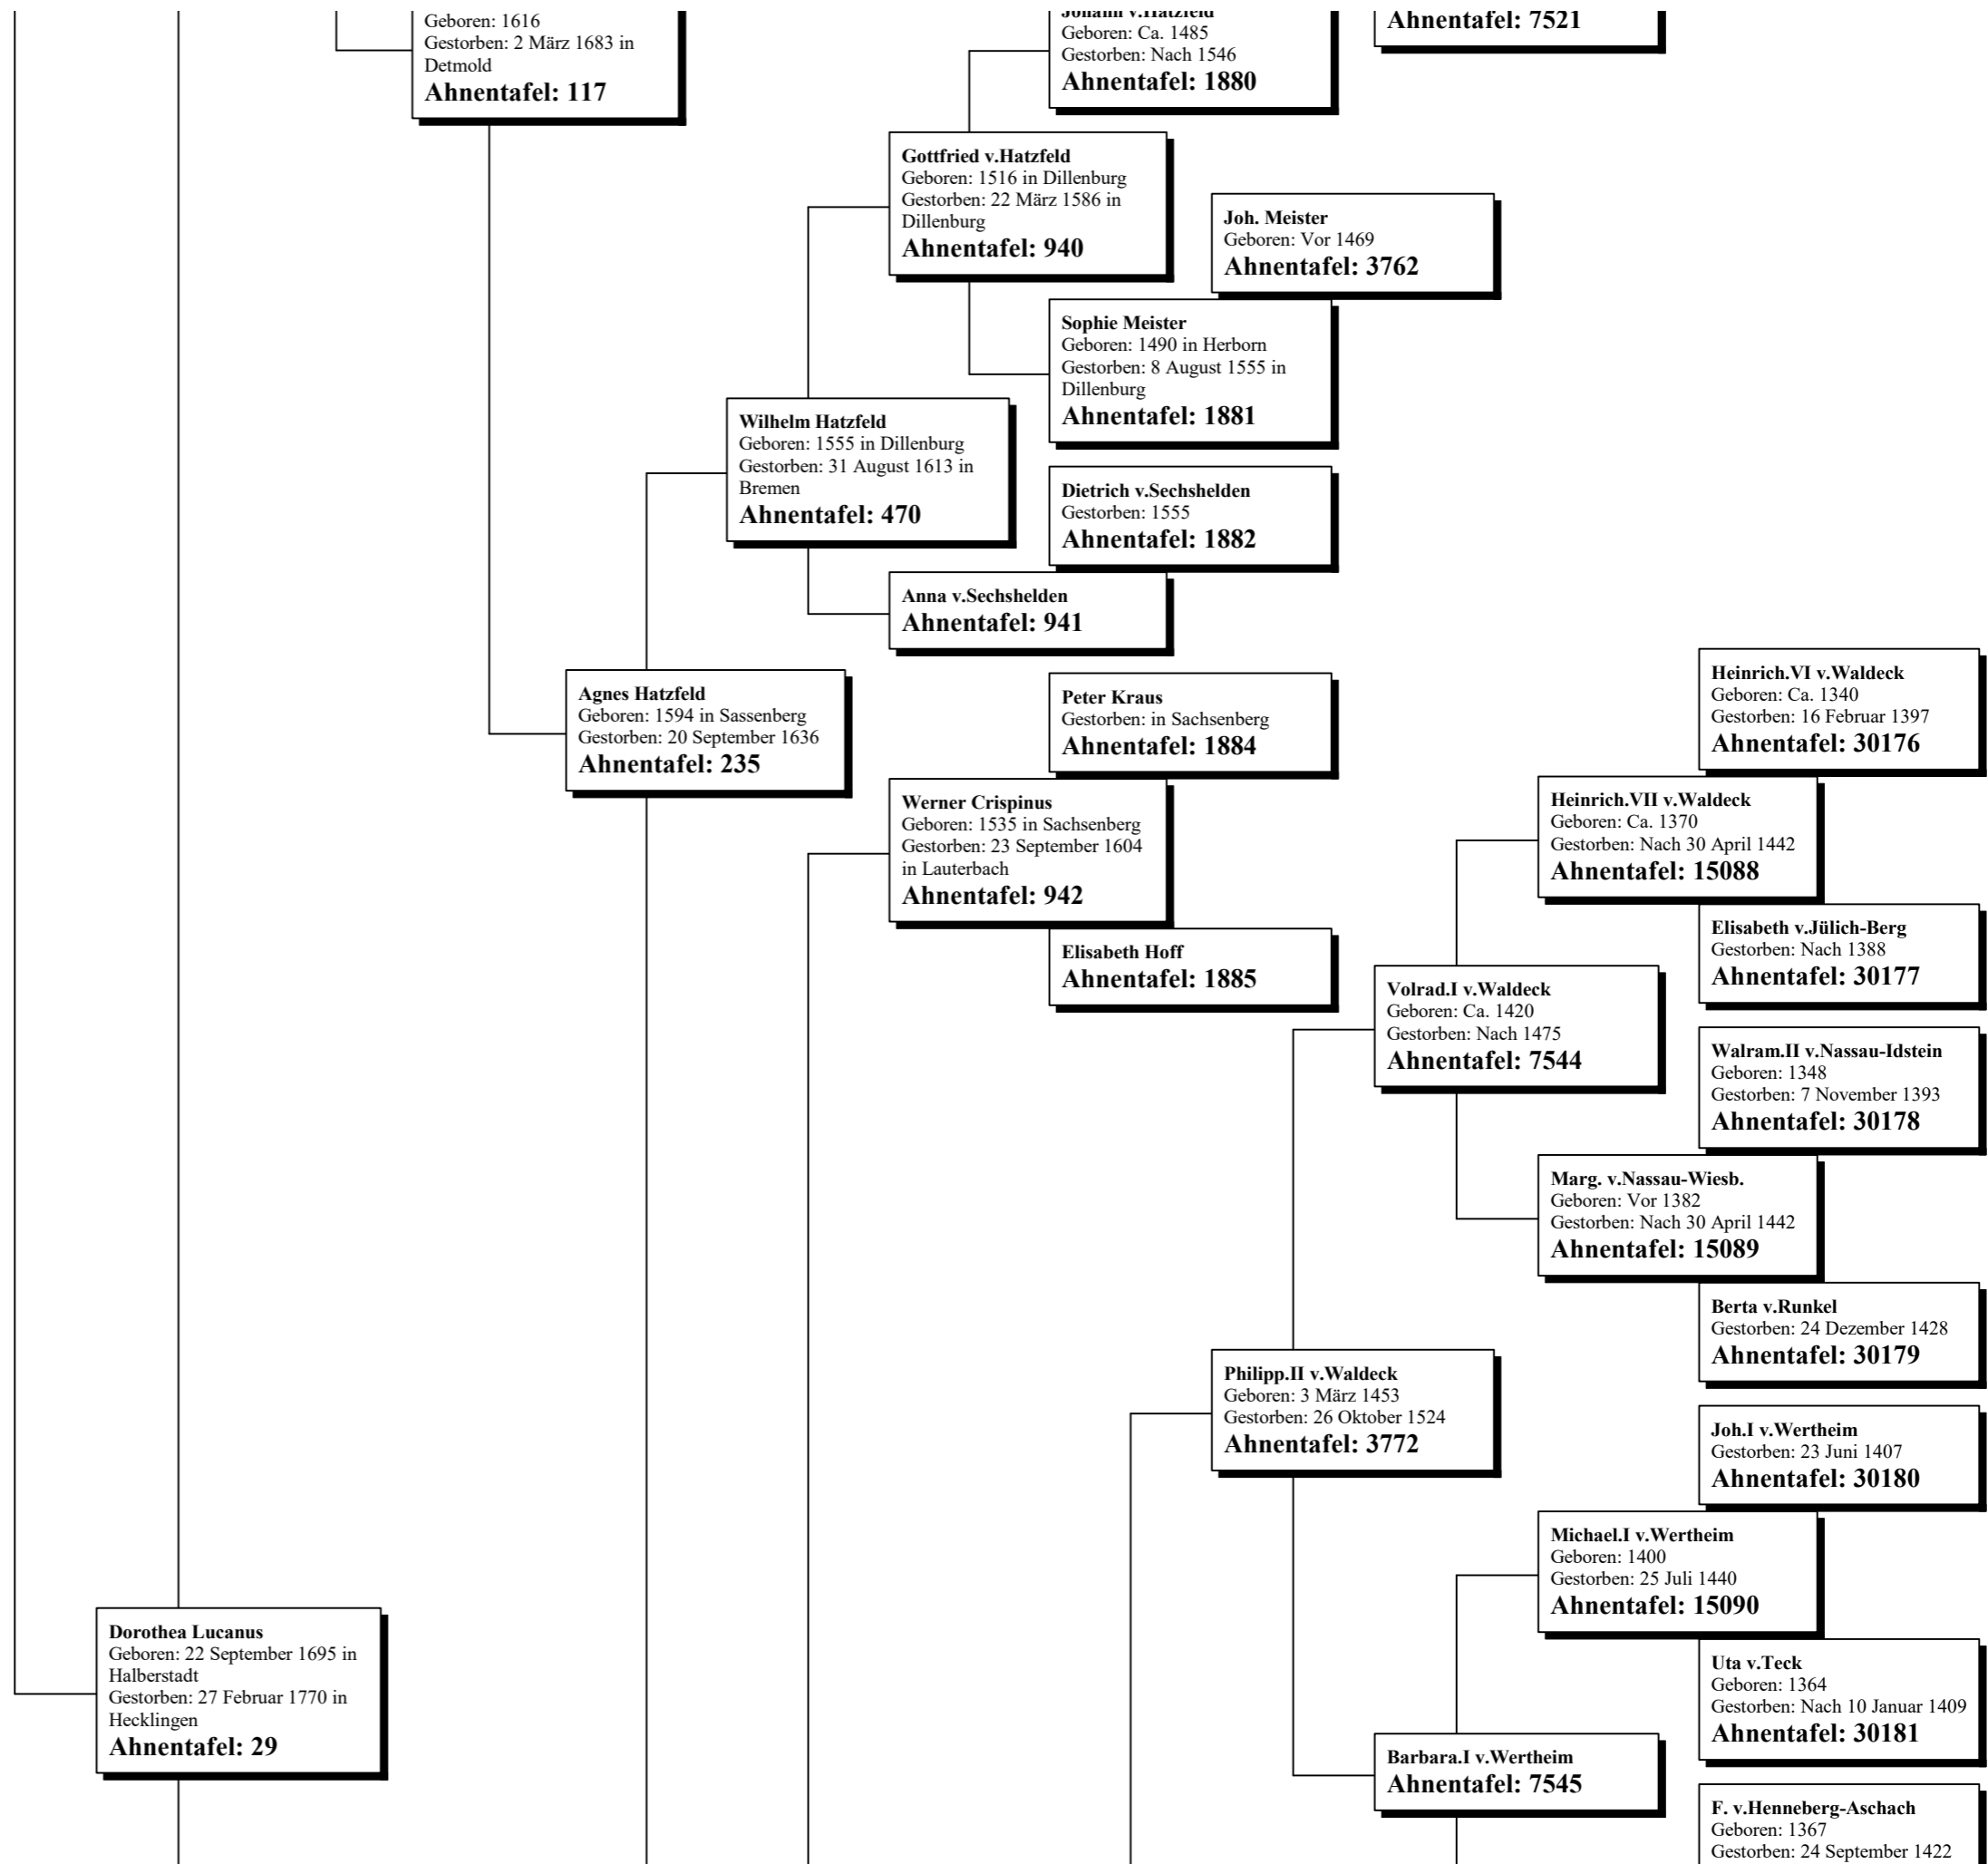 Geboren: 1616
Gestorben: 2 März 1683 in
Detmold
Ahnentafel: 117
Johann v.Hatzfeld
Geboren: Ca. 1485
Gestorben: Nach 1546
Ahnentafel: 1880
Ahnentafel: 7521
Gottfried v.Hatzfeld
Geboren: 1516 in Dillenburg
Gestorben: 22 März 1586 in
Dillenburg
Ahnentafel: 940
Joh. Meister
Geboren: Vor 1469
Ahnentafel: 3762
Sophie Meister
Geboren: 1490 in Herborn
Gestorben: 8 August 1555 in
Dillenburg
Ahnentafel: 1881
Wilhelm Hatzfeld
Geboren: 1555 in Dillenburg
Gestorben: 31 August 1613 in
Bremen
Ahnentafel: 470
Dietrich v.Sechshelden
Gestorben: 1555
Ahnentafel: 1882
Anna v.Sechshelden
Ahnentafel: 941
Agnes Hatzfeld
Geboren: 1594 in Sassenberg
Gestorben: 20 September 1636
Ahnentafel: 235
Peter Kraus
Gestorben: in Sachsenberg
Ahnentafel: 1884
Werner Crispinus
Geboren: 1535 in Sachsenberg
Gestorben: 23 September 1604
in Lauterbach
Ahnentafel: 942
Elisabeth Hoff
Ahnentafel: 1885
Heinrich.VI v.Waldeck
Geboren: Ca. 1340
Gestorben: 16 Februar 1397
Ahnentafel: 30176
Heinrich.VII v.Waldeck
Geboren: Ca. 1370
Gestorben: Nach 30 April 1442
Ahnentafel: 15088
Elisabeth v.Jülich-Berg
Gestorben: Nach 1388
Ahnentafel: 30177
Volrad.I v.Waldeck
Geboren: Ca. 1420
Gestorben: Nach 1475
Ahnentafel: 7544
Walram.II v.Nassau-Idstein
Geboren: 1348
Gestorben: 7 November 1393
Ahnentafel: 30178
Marg. v.Nassau-Wiesb.
Geboren: Vor 1382
Gestorben: Nach 30 April 1442
Ahnentafel: 15089
Berta v.Runkel
Gestorben: 24 Dezember 1428
Ahnentafel: 30179
Philipp.II v.Waldeck
Geboren: 3 März 1453
Gestorben: 26 Oktober 1524
Ahnentafel: 3772
Joh.I v.Wertheim
Gestorben: 23 Juni 1407
Ahnentafel: 30180
Michael.I v.Wertheim
Geboren: 1400
Gestorben: 25 Juli 1440
Ahnentafel: 15090
Dorothea Lucanus
Geboren: 22 September 1695 in
Halberstadt
Gestorben: 27 Februar 1770 in
Hecklingen
Ahnentafel: 29
Uta v.Teck
Geboren: 1364
Gestorben: Nach 10 Januar 1409
Ahnentafel: 30181
Barbara.I v.Wertheim
Ahnentafel: 7545
F. v.Henneberg-Aschach
Geboren: 1367
Gestorben: 24 September 1422